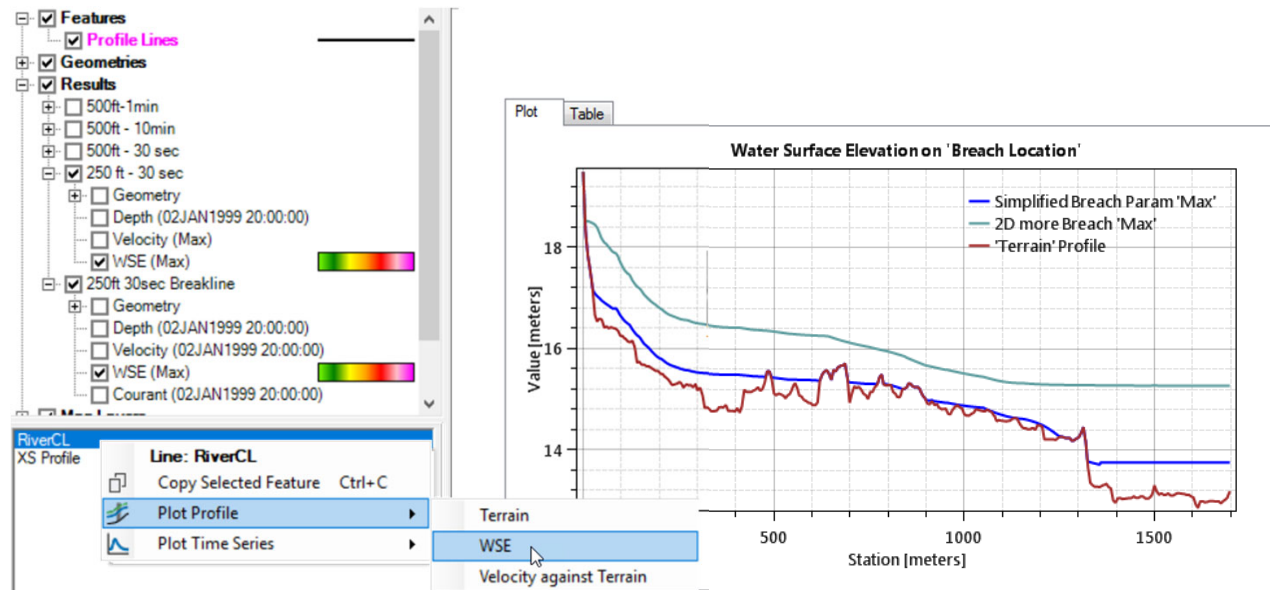 Features
Profile Lines
Geometries
Results
500ft-1min
500ft - 10min
500ft - 30 sec
250 ft - 30 sec
Geometry
Depth (02JAN1999 20:00:00)
Velocity (Max)
WSE (Max)
250ft 30sec Breakline
Geometry
Depth (02JAN1999 20:00:00)
Velocity (02JAN1999 20:00:00)
WSE (Max)
Courant (02JAN1999 20:00:00)
RiverCL
XS Profile
Line: RiverCL
Copy Selected Feature Ctrl+C
Plot Profile
Plot Time Series
Terrain
WSE
Velocity against Terrain
Plot Table
Water Surface Elevation on 'Breach Location'
Simplified Breach Param 'Max'
2D more Breach 'Max'
'Terrain' Profile
Value [meters]
18
16
14
500 1000 1500
Station [meters]